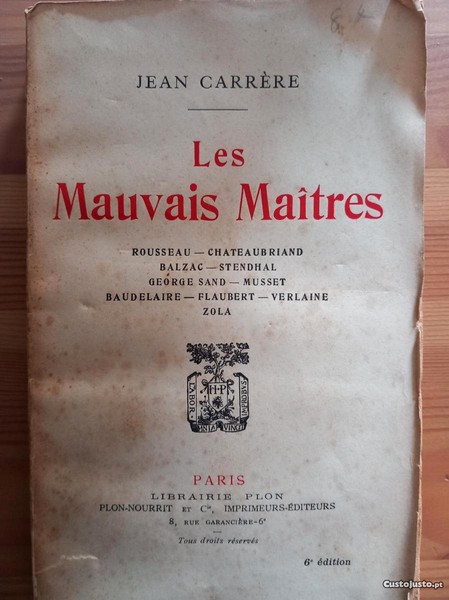 JEAN CARRÈRE
Les
Mauvais Maîtres
ROUSSEAU — CHATEAUBRIAND
BALZAC — STENDHAL
GEORGE SAND — MUSSET
BAUDELAIRE — FLAUBERT — VERLAINE
ZOLA
LABOR
H·P
PARIS
LIBRAIRIE PLON
PLON-NOURRIT ET Cie, IMPRIMEURS-ÉDITEURS
8, RUE GARANCIÈRE-6e
Tous droits réservés
6e édition
CustoJusto.pt